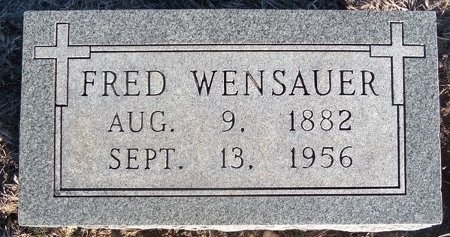 FRED WENSAUER
AUG. 9, 1882
SEPT. 13, 1956